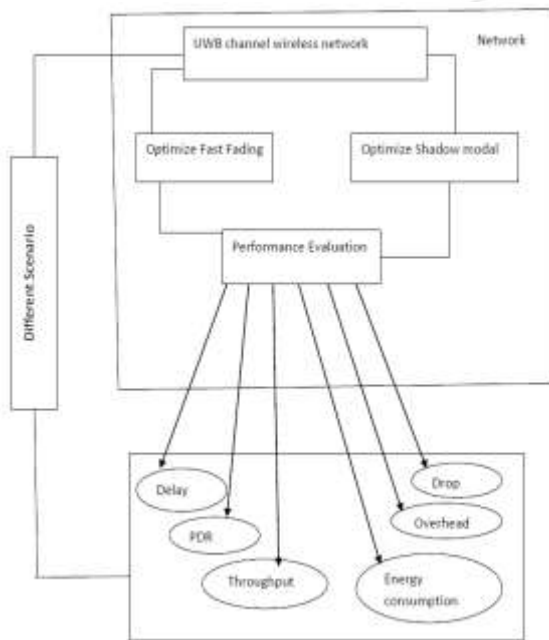 UWB channel wireless network
Network
Optimize Fast Fading
Optimize Shadow modal
Different Scenario
Performance Evaluation
Delay
Drop
PDR
Overhead
Throughput
Energy
consumption